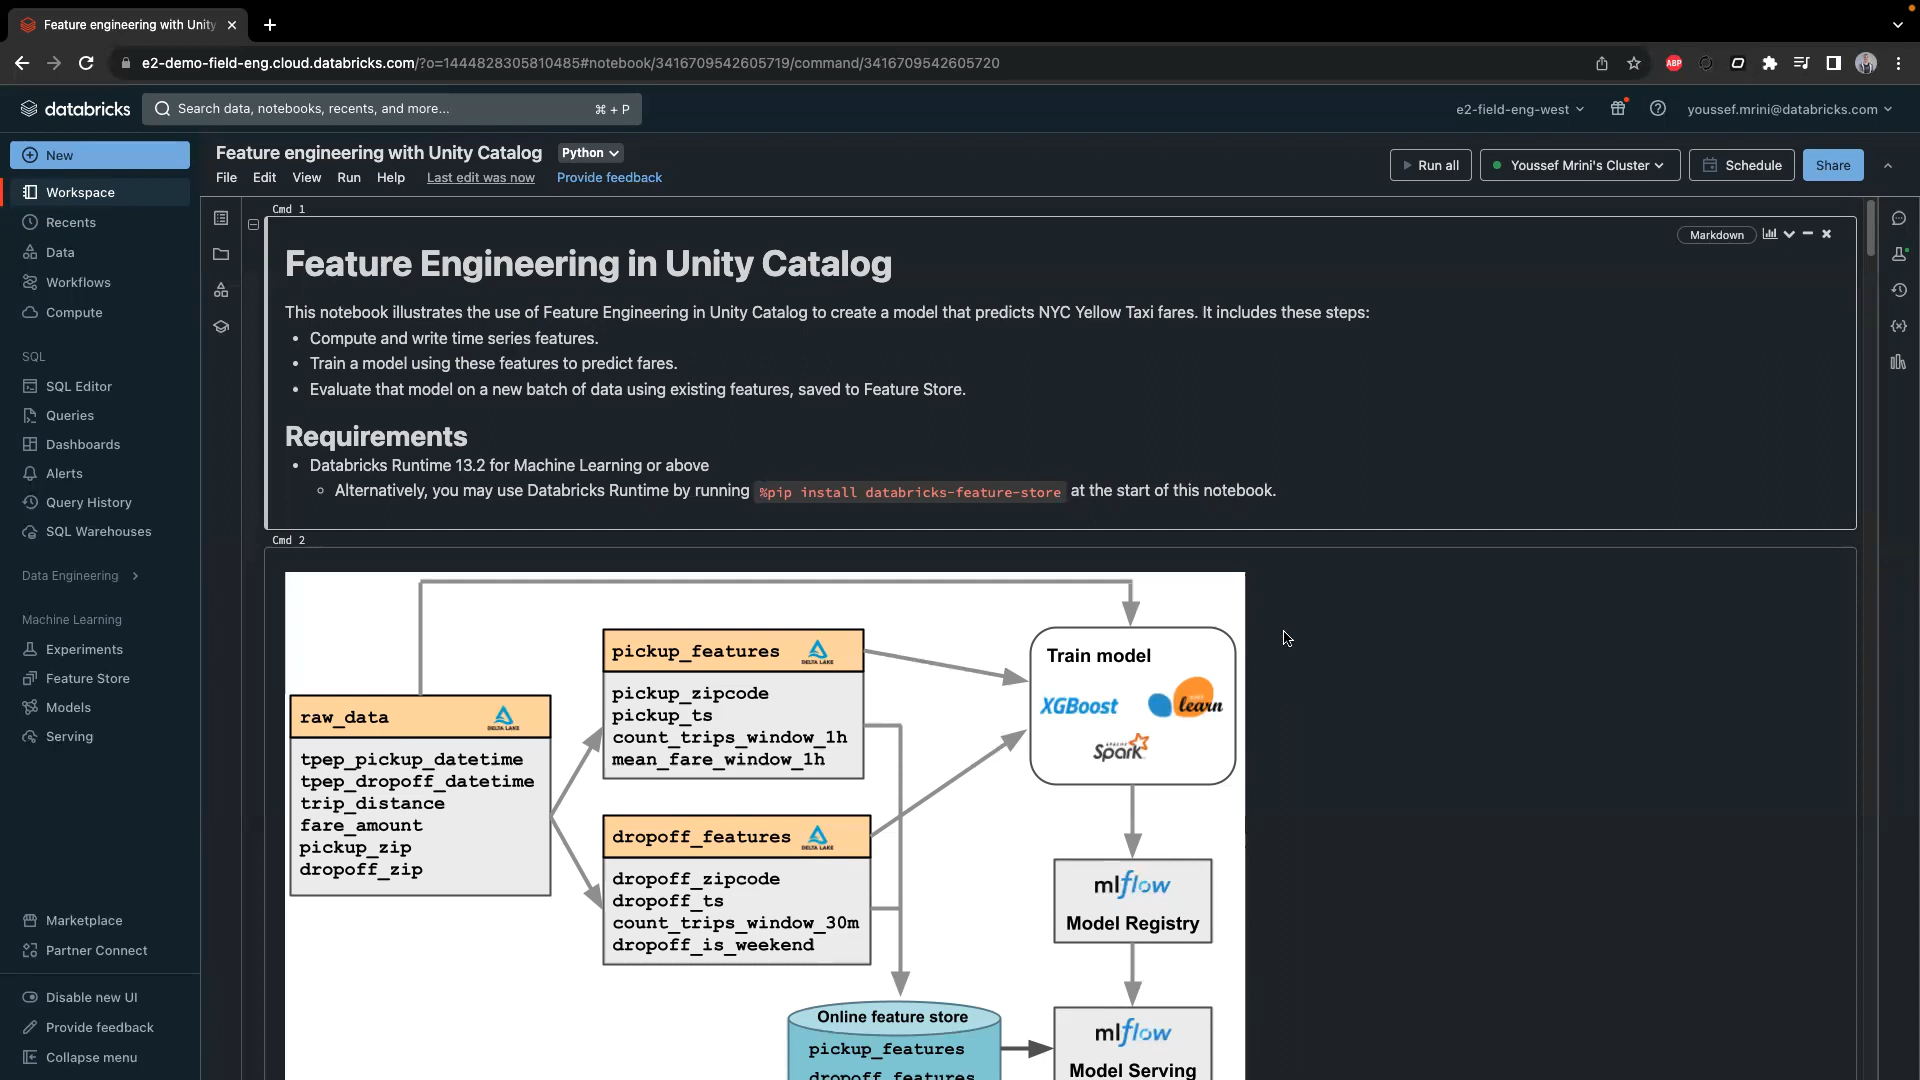 Feature engineering with Unity
e2-demo-field-eng.cloud.databricks.com/?o=1444828305810485#notebook/3416709542605719/command/3416709542605720
ABP
databricks
Search data, notebooks, recents, and more...
⌘ + P
e2-field-eng-west
youssef.mrini@databricks.com
New
Workspace
Recents
Data
Workflows
Compute
SQL
SQL Editor
Queries
Dashboards
Alerts
Query History
SQL Warehouses
Data Engineering
Machine Learning
Experiments
Feature Store
Models
Serving
Marketplace
Partner Connect
Disable new UI
Provide feedback
Collapse menu
Feature engineering with Unity Catalog
Python
File Edit View Run Help Last edit was now Provide feedback
Run all
Youssef Mrini's Cluster
Schedule
Share
Cmd 1
Markdown
Feature Engineering in Unity Catalog
This notebook illustrates the use of Feature Engineering in Unity Catalog to create a model that predicts NYC Yellow Taxi fares. It includes these steps:
• Compute and write time series features.
• Train a model using these features to predict fares.
• Evaluate that model on a new batch of data using existing features, saved to Feature Store.
Requirements
• Databricks Runtime 13.2 for Machine Learning or above
Alternatively, you may use Databricks Runtime by running %pip install databricks-feature-store at the start of this notebook.
Cmd 2
raw_data
DELTA LAKE
tpep_pickup_datetime
tpep_dropoff_datetime
trip_distance
fare_amount
pickup_zip
dropoff_zip
pickup_features
DELTA LAKE
pickup_zipcode
pickup_ts
count_trips_window_1h
mean_fare_window_1h
dropoff_features
DELTA LAKE
dropoff_zipcode
dropoff_ts
count_trips_window_30m
dropoff_is_weekend
Train model
XGBoost
learn
APACHE
Spark
mlflow
Model Registry
Online feature store
pickup_features
dropoff_features
mlflow
Model Serving